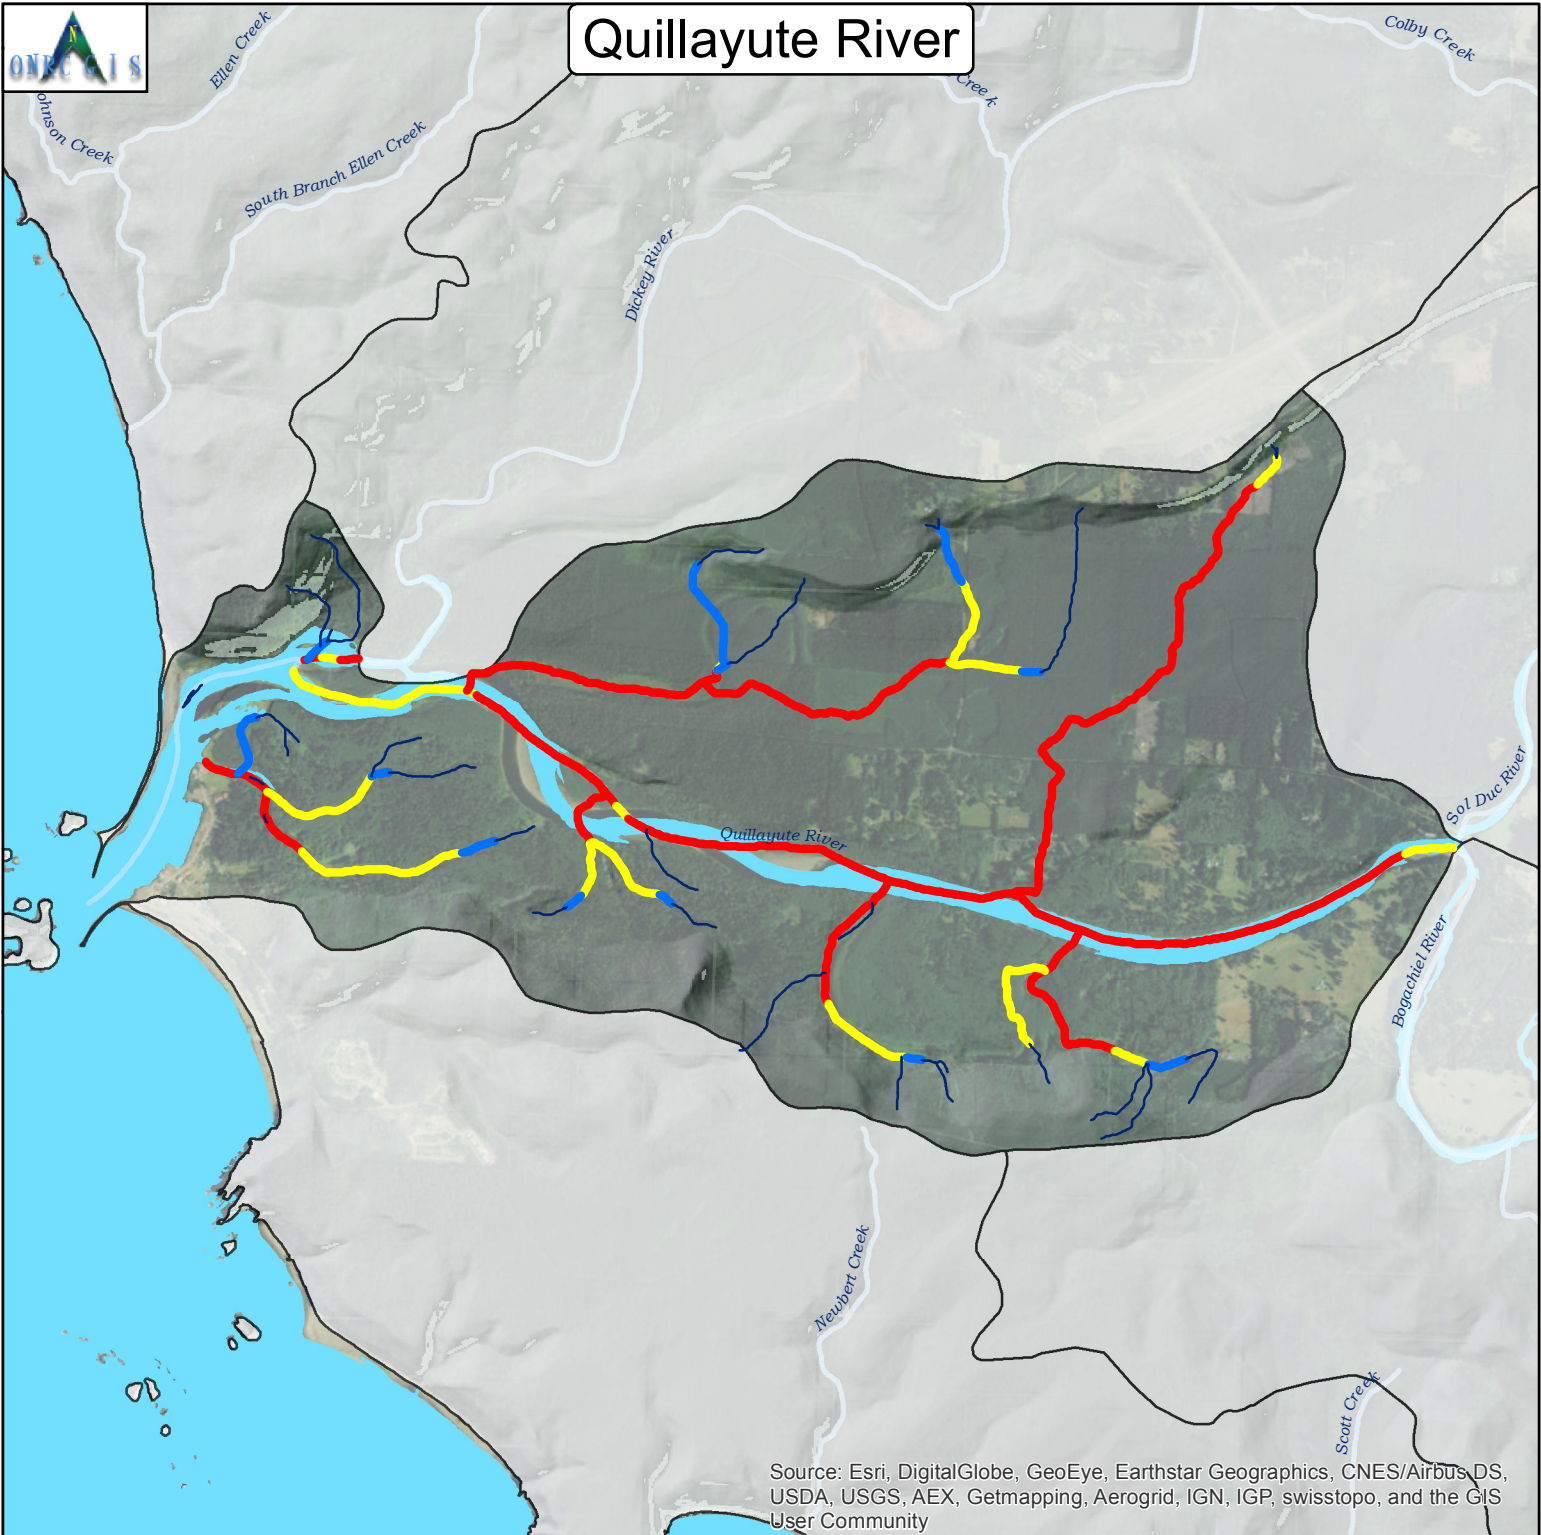 Quillayute River
N
ONRC GIS
Ellen Creek
ohnson Creek
South Branch Ellen Creek
Creek
Colby Creek
Dickey River
Quillayute River
Sol Duc River
Bogachiel River
Newbert Creek
Scott Creek
Source: Esri, DigitalGlobe, GeoEye, Earthstar Geographics, CNES/Airbus DS,
USDA, USGS, AEX, Getmapping, Aerogrid, IGN, IGP, swisstopo, and the GIS
User Community